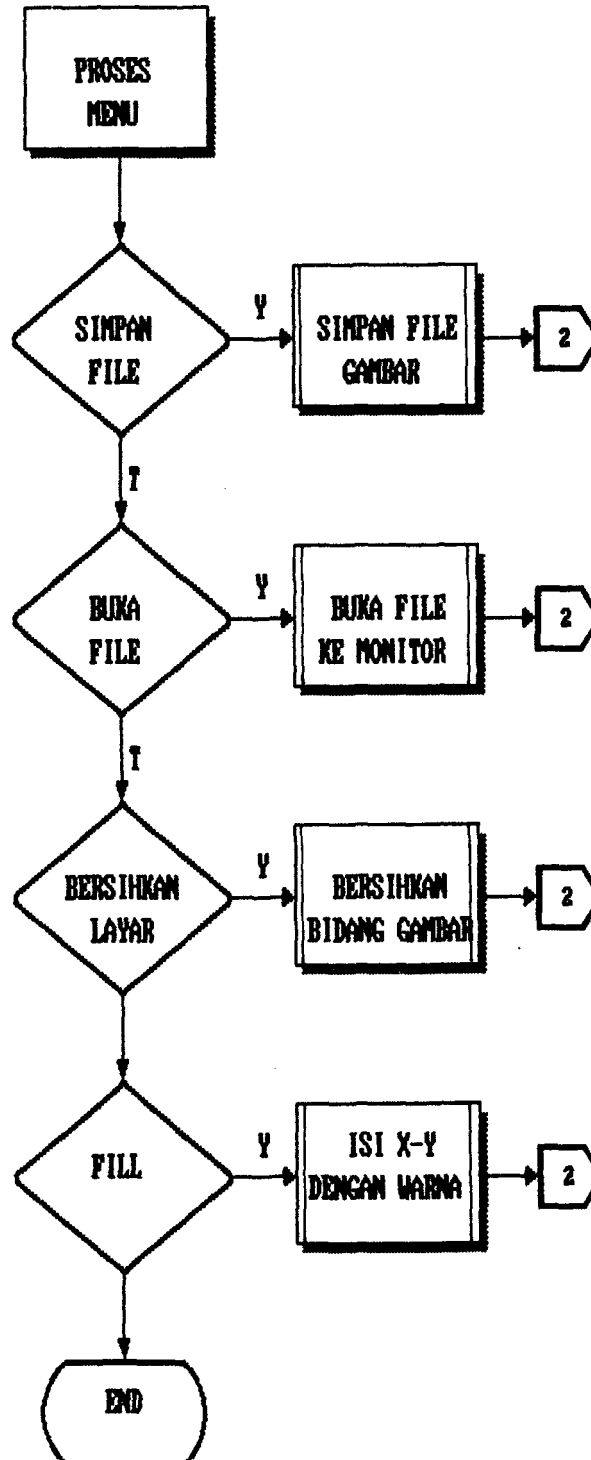 PROSES
MENU
SIMPAN
FILE
Y
SIMPAN FILE
GAMBAR
2
T
BUKA
FILE
Y
BUKA FILE
KE MONITOR
2
T
BERSIHKAN
LAYAR
Y
BERSIHKAN
BIDANG GAMBAR
2
FILL
Y
ISI X-Y
DENGAN WARNA
2
END